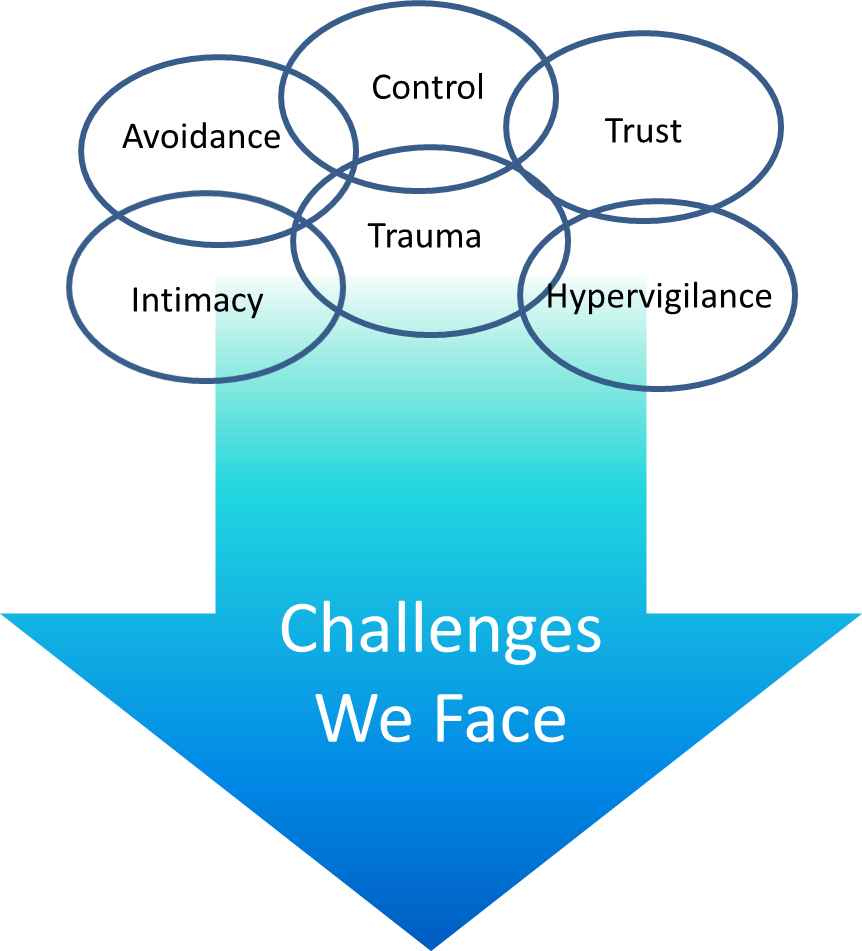 Control
Avoidance
Trust
Trauma
Intimacy
Hypervigilance
Challenges
We Face